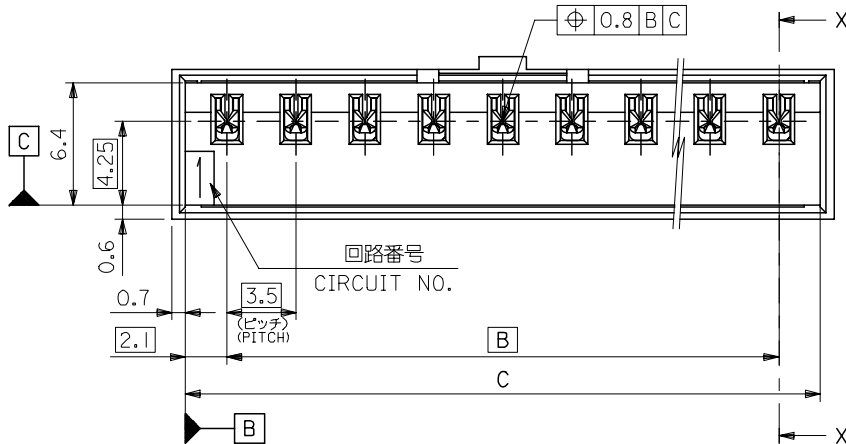 ⌖ 0.8 B C
X
C
6.4
4.25
1
0.6
回路番号
CIRCUIT NO.
0.7
3.5
(ピッチ)
(PITCH)
2.1
B
C
B
X